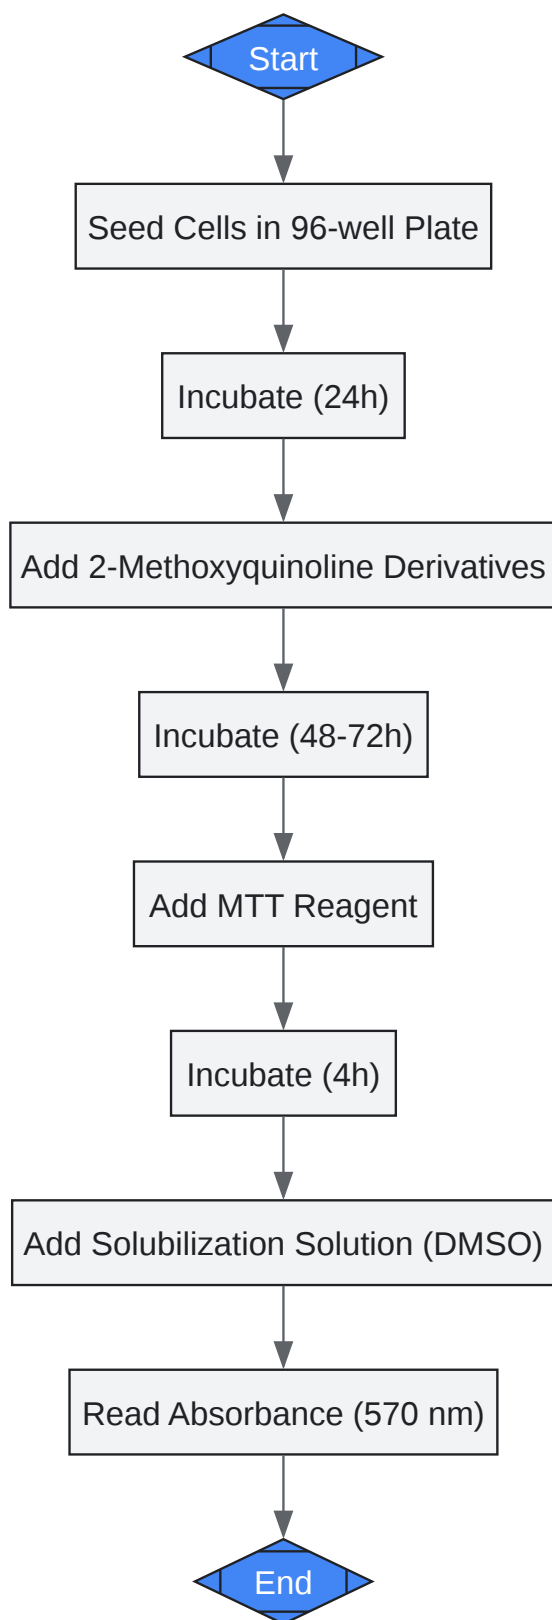 Start
Seed Cells in 96-well Plate
Incubate (24h)
Add 2-Methoxyquinoline Derivatives
Incubate (48-72h)
Add MTT Reagent
Incubate (4h)
Add Solubilization Solution (DMSO)
Read Absorbance (570 nm)
End